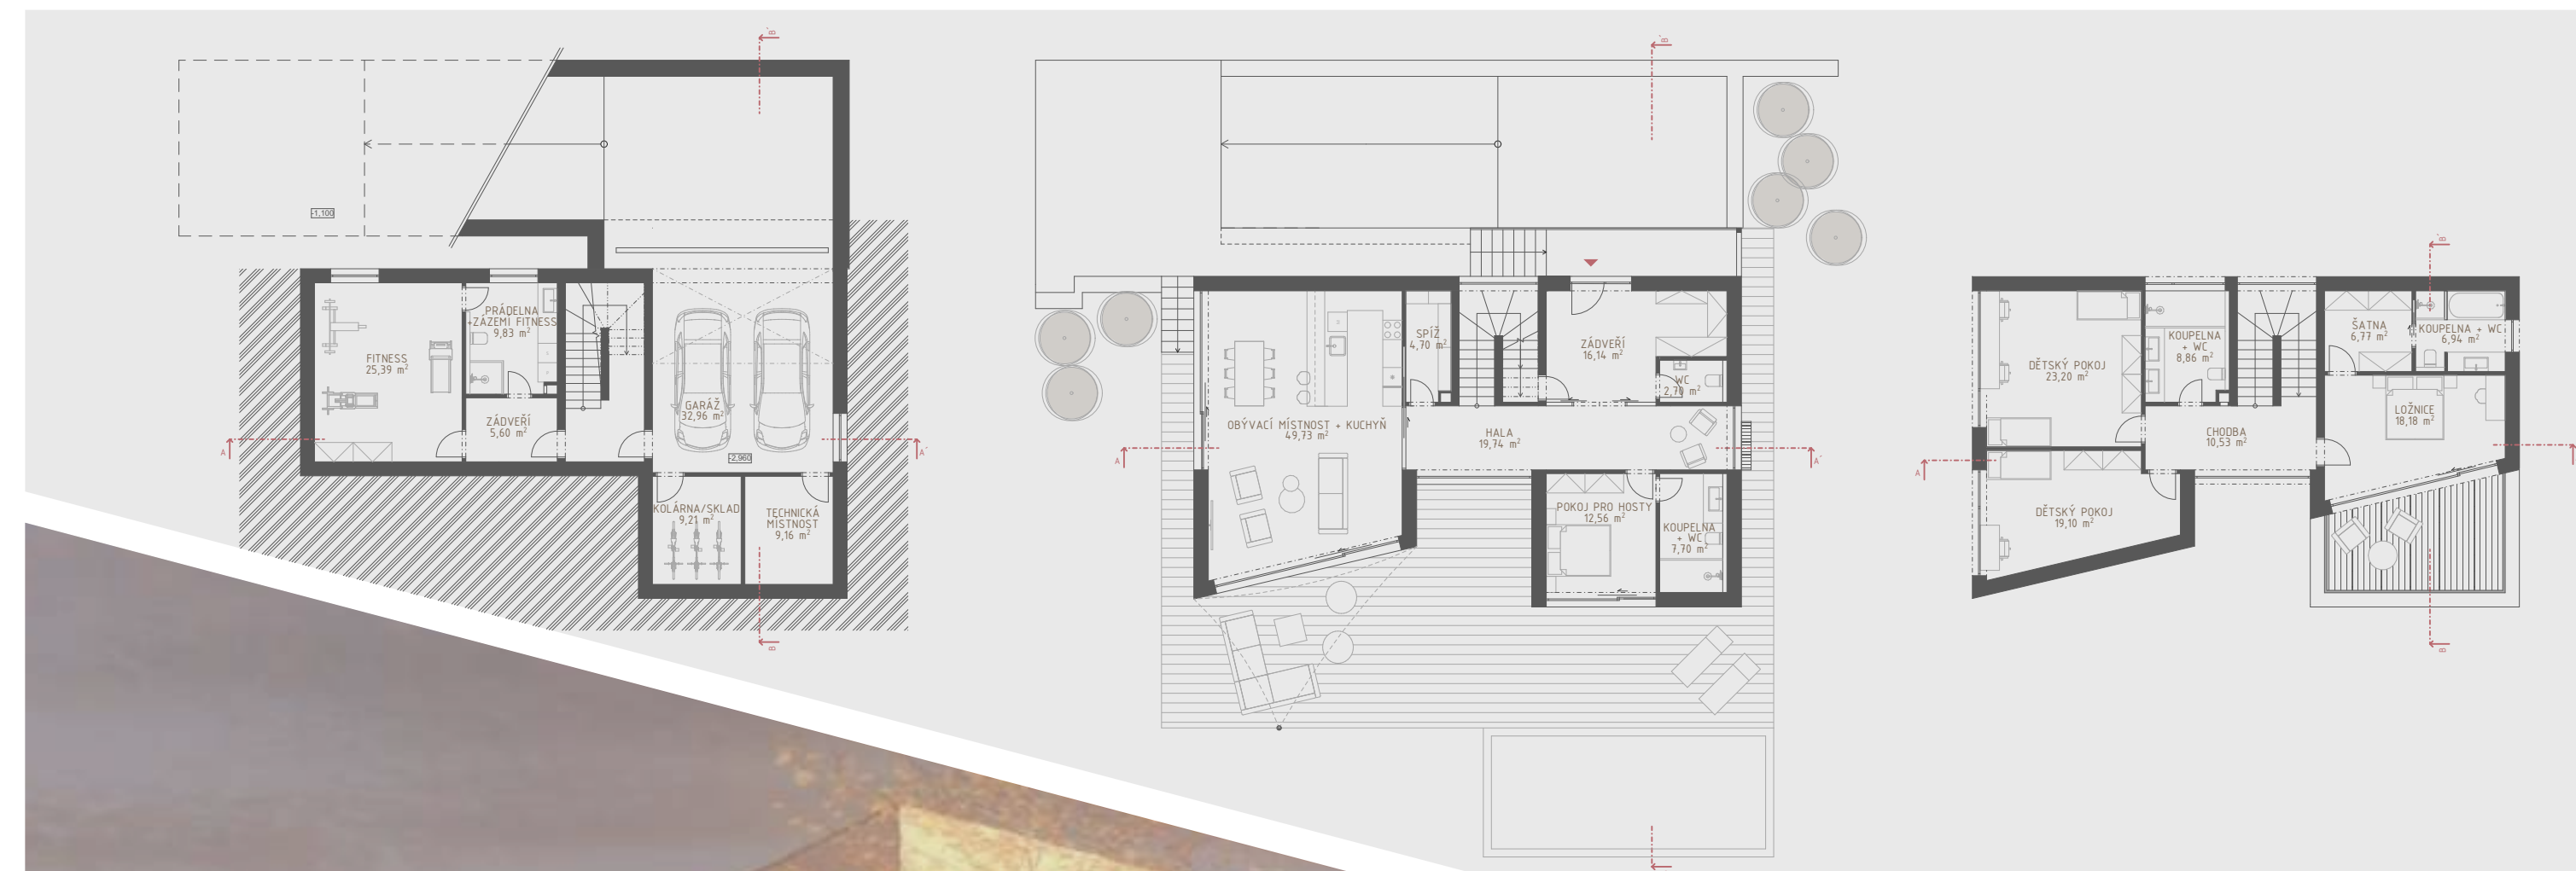 B'
-1,100
PRÁDELNA
+ZÁZEMÍ FITNESS
9,83 m²
FITNESS
25,39 m²
ZÁDVEŘÍ
5,60 m²
GARÁŽ
32,96 m²
A
A'
-2,960
KOLÁRNA/SKLAD
9,21 m²
TECHNICKÁ
MÍSTNOST
9,16 m²
B
B'
SPÍŽ
4,70 m²
ZÁDVEŘÍ
16,14 m²
WC
2,70 m²
OBÝVACÍ MÍSTNOST + KUCHYŇ
49,73 m²
HALA
19,74 m²
A
A'
POKOJ PRO HOSTY
12,56 m²
KOUPELNA
+ WC
7,70 m²
B'
ŠATNA
6,77 m²
KOUPELNA + WC
6,94 m²
KOUPELNA
+ WC
8,86 m²
DĚTSKÝ POKOJ
23,20 m²
LOŽNICE
18,18 m²
CHODBA
10,53 m²
A
DĚTSKÝ POKOJ
19,10 m²
B